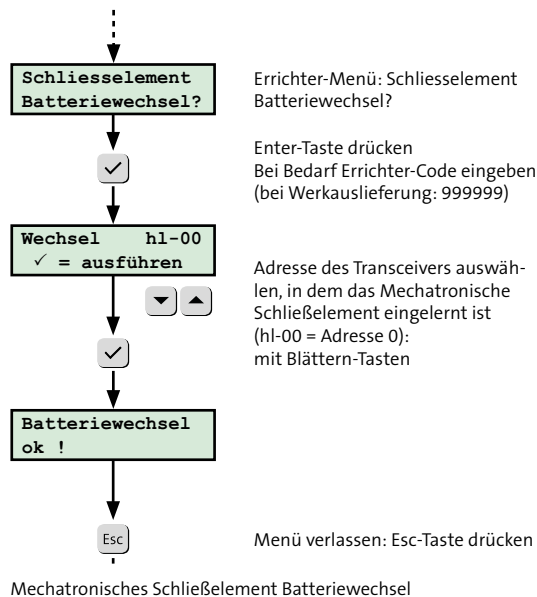 Schliesselement
Batteriewechsel?
Errichter-Menü: Schliesselement
Batteriewechsel?
Enter-Taste drücken
Bei Bedarf Errichter-Code eingeben
(bei Werkauslieferung: 999999)
✓
Wechsel hl-00
✓ = ausführen
Adresse des Transceivers auswäh-
len, in dem das Mechatronische
Schließelement eingelernt ist
(hl-00 = Adresse 0):
mit Blättern-Tasten
✓
Batteriewechsel
ok !
Esc
Menü verlassen: Esc-Taste drücken
Mechatronisches Schließelement Batteriewechsel